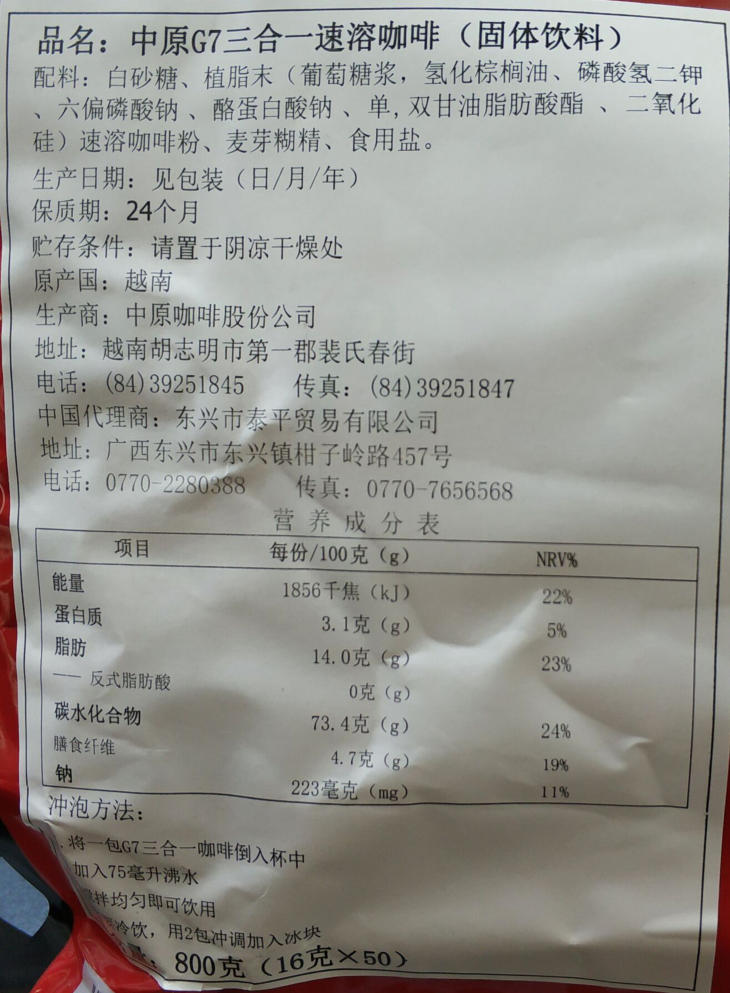 品名：中原G7三合一速溶咖啡（固体饮料）
配料：白砂糖、植脂末（葡萄糖浆，氢化棕榈油、磷酸氢二钾
、六偏磷酸钠 、酪蛋白酸钠 、单, 双甘油脂肪酸酯 、二氧化
硅）速溶咖啡粉、麦芽糊精、食用盐。
生产日期：见包装（日/月/年）
保质期：24个月
贮存条件：请置于阴凉干燥处
原产国：越南
生产商：中原咖啡股份公司
地址：越南胡志明市第一郡裴氏春街
电话：(84)39251845 传真：(84)39251847
中国代理商：东兴市泰平贸易有限公司
地址：广西东兴市东兴镇柑子岭路457号
电话：0770-2280388 传真：0770-7656568
营养成分表
项目 每份/100克（g） NRV%
能量 1856千焦（kJ） 22%
蛋白质 3.1克（g） 5%
脂肪 14.0克（g） 23%
—— 反式脂肪酸 0克（g）
碳水化合物 73.4克（g） 24%
膳食纤维 4.7克（g） 19%
钠 223毫克（mg） 11%
冲泡方法：
将一包G7三合一咖啡倒入杯中
加入75毫升沸水
拌均匀即可饮用
冷饮，用2包冲调加入冰块
800克（16克×50）